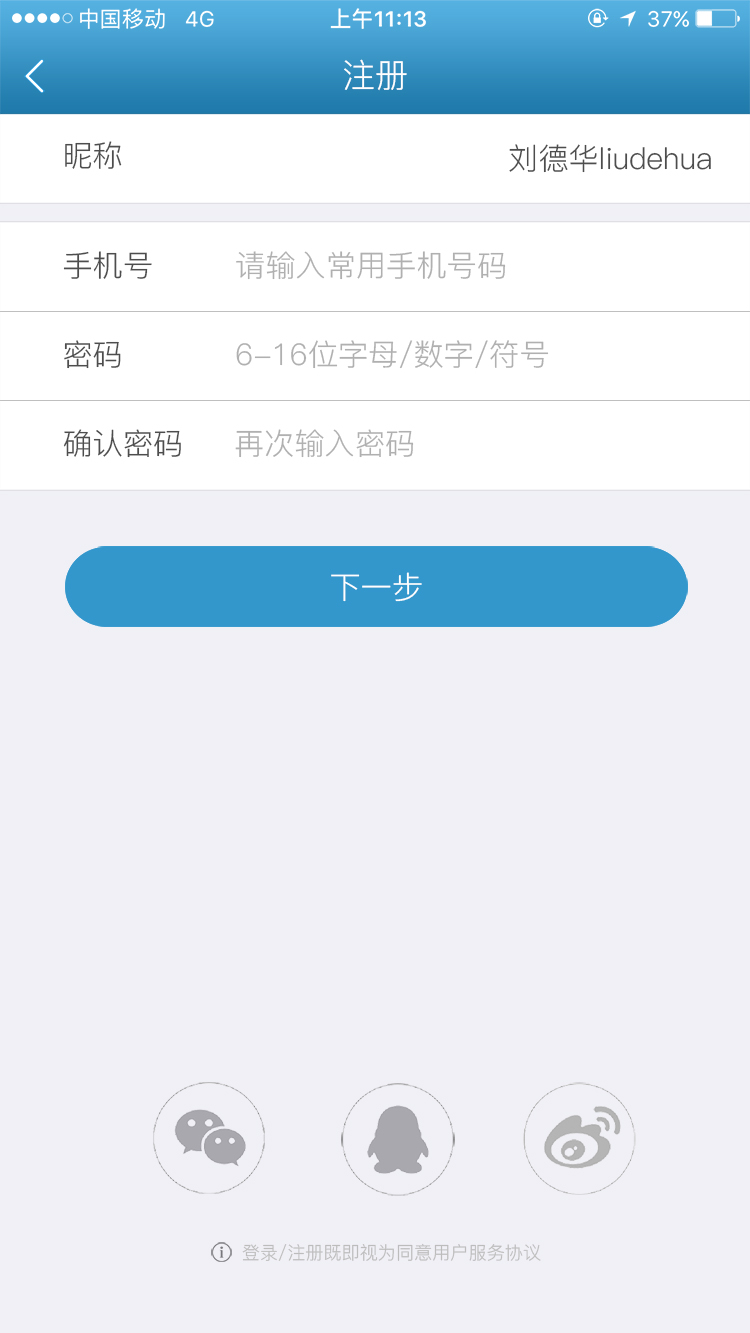 中国移动 4G 上午11:13 37%
注册
昵称 刘德华liudehua
手机号 请输入常用手机号码
密码 6-16位字母/数字/符号
确认密码 再次输入密码
下一步
登录/注册既即视为同意用户服务协议